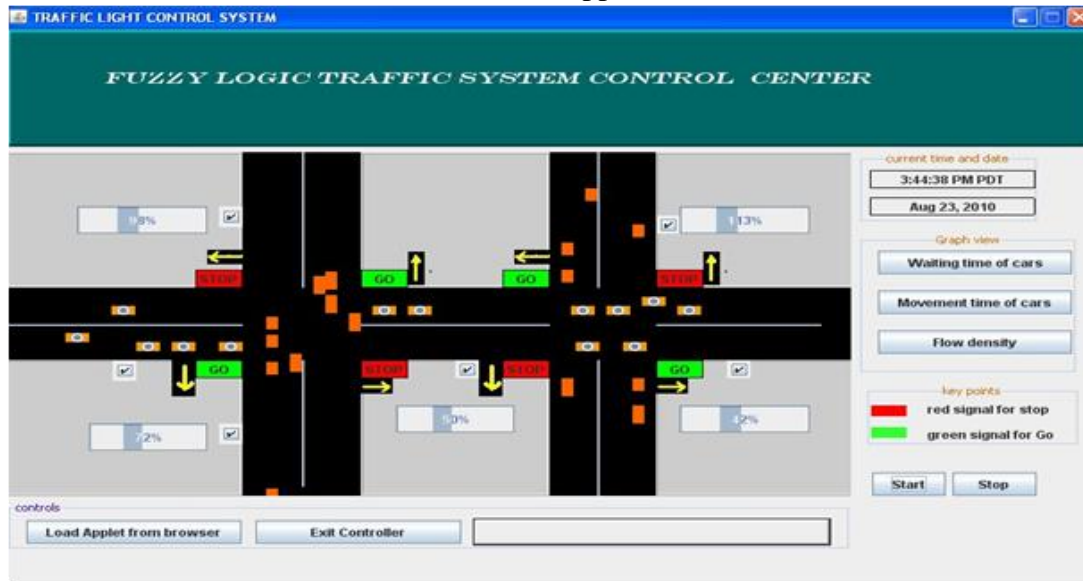 TRAFFIC LIGHT CONTROL SYSTEM
FUZZY LOGIC TRAFFIC SYSTEM CONTROL CENTER
current time and date
3:44:38 PM PDT
Aug 23, 2010
98%
113%
Graph view
Waiting time of cars
Movement time of cars
Flow density
STOP
GO
GO
STOP
GO
STOP
STOP
GO
key points
red signal for stop
green signal for Go
72%
50%
42%
Start
Stop
controls
Load Applet from browser
Exit Controller